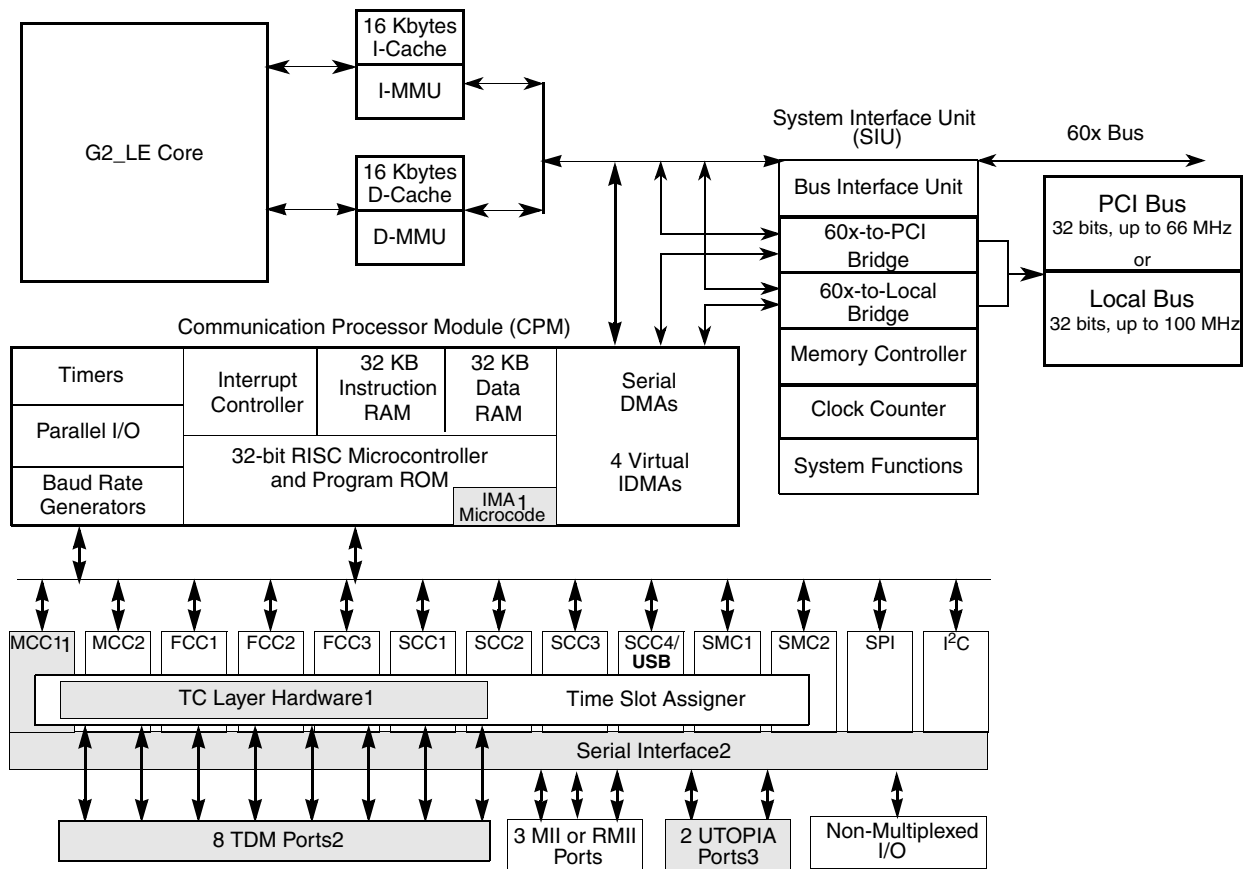 16 Kbytes
I-Cache
I-MMU
G2_LE Core
16 Kbytes
D-Cache
D-MMU
System Interface Unit
(SIU)
60x Bus
Bus Interface Unit
60x-to-PCI
Bridge
60x-to-Local
Bridge
Memory Controller
Clock Counter
System Functions
PCI Bus
32 bits, up to 66 MHz
or
Local Bus
32 bits, up to 100 MHz
Communication Processor Module (CPM)
Timers
Parallel I/O
Baud Rate
Generators
Interrupt
Controller
32 KB
Instruction
RAM
32 KB
Data
RAM
32-bit RISC Microcontroller
and Program ROM
IMA1
Microcode
Serial
DMAs
4 Virtual
IDMAs
MCC11
MCC2
FCC1
FCC2
FCC3
SCC1
SCC2
SCC3
SCC4/
USB
SMC1
SMC2
SPI
I2C
TC Layer Hardware1
Time Slot Assigner
Serial Interface2
8 TDM Ports2
3 MII or RMII
Ports
2 UTOPIA
Ports3
Non-Multiplexed
I/O